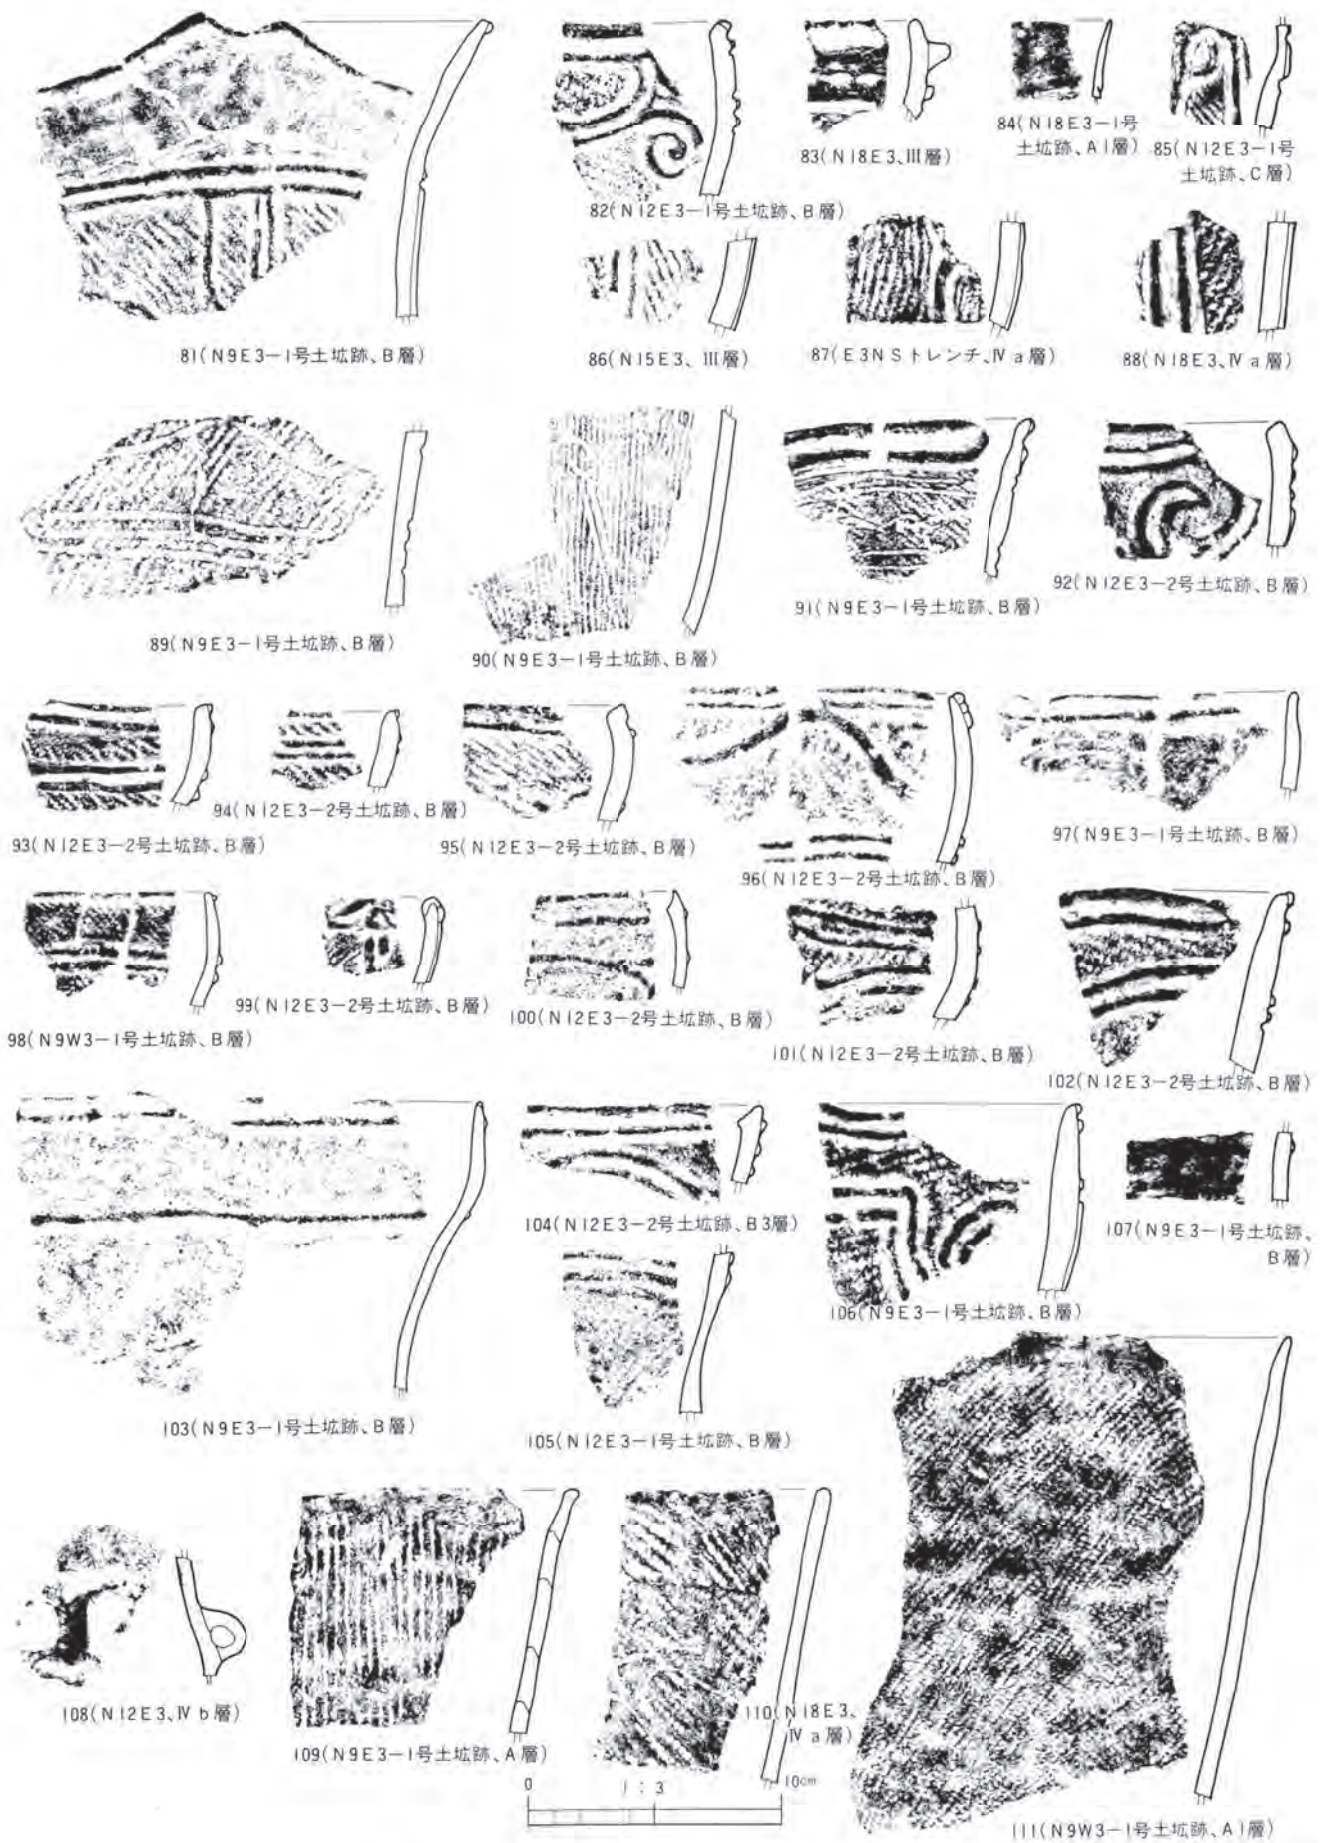 81(N9E3-1号土坑跡、B層)
82(N12E3-1号土坑跡、B層)
83(N18E3、III層)
84(N18E3-1号
土坑跡、A1層)
85(N12E3-1号
土坑跡、C層)
86(N15E3、III層)
87(E3NSトレンチ、Ⅳa層)
88(N18E3、Ⅳa層)
89(N9E3-1号土坑跡、B層)
90(N9E3-1号土坑跡、B層)
91(N9E3-1号土坑跡、B層)
92(N12E3-2号土坑跡、B層)
93(N12E3-2号土坑跡、B層)
94(N12E3-2号土坑跡、B層)
95(N12E3-2号土坑跡、B層)
96(N12E3-2号土坑跡、B層)
97(N9E3-1号土坑跡、B層)
98(N9W3-1号土坑跡、B層)
99(N12E3-2号土坑跡、B層)
100(N12E3-2号土坑跡、B層)
101(N12E3-2号土坑跡、B層)
102(N12E3-2号土坑跡、B層)
103(N9E3-1号土坑跡、B層)
104(N12E3-2号土坑跡、B3層)
105(N12E3-1号土坑跡、B層)
106(N9E3-1号土坑跡、B層)
107(N9E3-1号土坑跡、
B層)
108(N12E3、Ⅳb層)
109(N9E3-1号土坑跡、A層)
110(N18E3、
Ⅳa層)
0 1:3 10cm
111(N9W3-1号土坑跡、A1層)